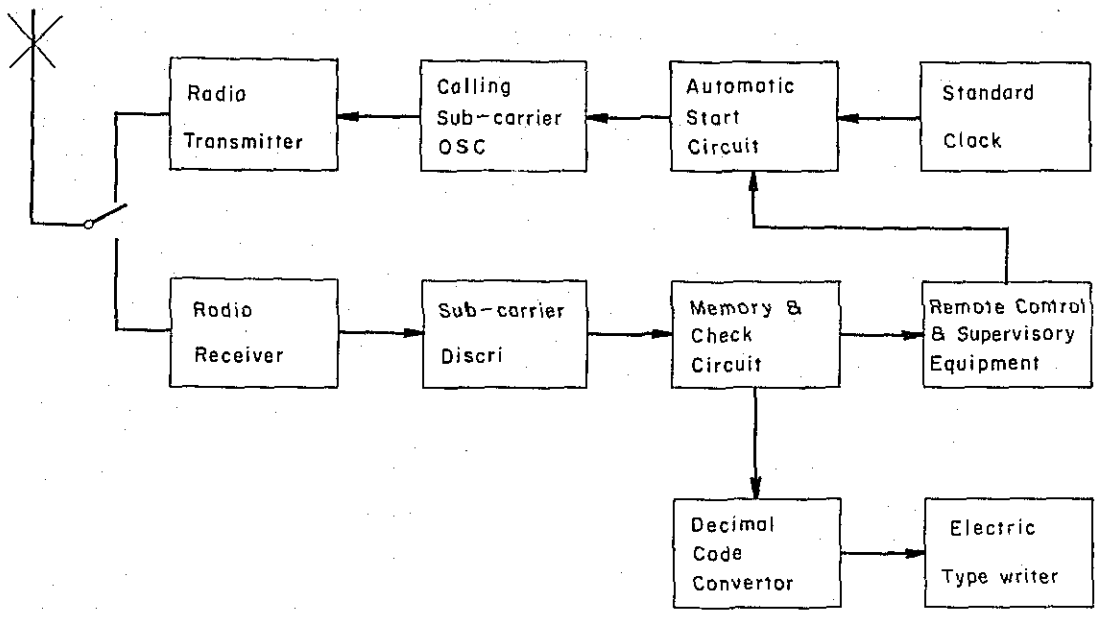 Radio
Transmitter
Calling
Sub-carrier
OSC
Automatic
Start
Circuit
Standard
Clock
Radio
Receiver
Sub-carrier
Discri
Memory &
Check
Circuit
Remote Control
& Supervisory
Equipment
Decimal
Code
Convertor
Electric
Type writer